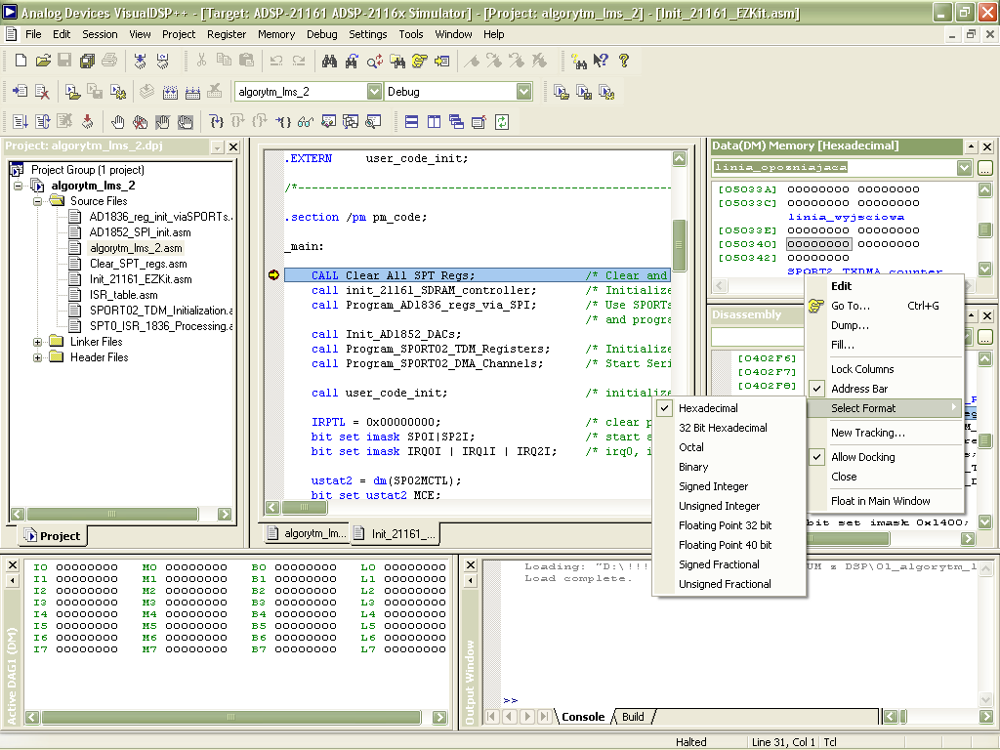 Analog Devices VisualDSP++ - [Target: ADSP-21161 ADSP-2116x Simulator] - [Project: algorytm_lms_2] - [Init_21161_EZKit.asm]
File Edit Session View Project Register Memory Debug Settings Tools Window Help
algorytm_lms_2 Debug
Project: algorytm_lms_2.dpj
Project Group (1 project)
algorytm_lms_2
Source Files
AD1836_reg_init_viaSPORTs.
AD1852_SPI_init.asm
algorytm_lms_2.asm
Clear_SPT_regs.asm
Init_21161_EZKit.asm
ISR_table.asm
SPORT02_TDM_Initialization.
SPT0_ISR_1836_Processing.a
Linker Files
Header Files
Project
.EXTERN user_code_init;
.section /pm pm_code;
_main:
CALL Clear All SPT Regs; /* Clear and
call init_21161_SDRAM_controller; /* Initialize
call Program_AD1836_regs_via_SPI; /* Use SPORTs
/* and progra
call Init_AD1852_DACs;
call Program_SPORT02_TDM_Registers; /* Initialize
call Program_SPORT02_DMA_Channels; /* Start Seri
call user_code_init; /* initialize
IRPTL = 0x00000000; /* clear p
bit set imask SP0I|SP2I; /* start a
bit set imask IRQ0I | IRQ1I | IRQ2I; /* irq0, i
ustat2 = dm(SP02MCTL);
bit set ustat2 MCE;
algorytm_lm... Init_21161_...
Data(DM) Memory [Hexadecimal]
linia_opozniajaca
[05033A] 00000000 00000000
[05033C] 00000000 00000000
linia_wyjsciowa
[05033E] 00000000 00000000
[050340] 00000000 00000000
[050342] 00000000
SPORT2_TXDMA_counter
Disassembly
[0402F6]
[0402F7]
[0402F8]
bit set imask 0x1400;
Edit
Go To... Ctrl+G
Dump...
Fill...
Lock Columns
Address Bar
Select Format
New Tracking...
Allow Docking
Close
Float in Main Window
Hexadecimal
32 Bit Hexadecimal
Octal
Binary
Signed Integer
Unsigned Integer
Floating Point 32 bit
Floating Point 40 bit
Signed Fractional
Unsigned Fractional
Active DAG1 (DM)
I0 00000000 M0 00000000 B0 00000000 L0 00000000
I1 00000000 M1 00000000 B1 00000000 L1 00000000
I2 00000000 M2 00000000 B2 00000000 L2 00000000
I3 00000000 M3 00000000 B3 00000000 L3 00000000
I4 00000000 M4 00000000 B4 00000000 L4 00000000
I5 00000000 M5 00000000 B5 00000000 L5 00000000
I6 00000000 M6 00000000 B6 00000000 L6 00000000
I7 00000000 M7 00000000 B7 00000000 L7 00000000
Output Window
Loading: "D:\!!! UM z DSP\01_algorytm_l
Load complete.
>>
Console Build
Halted Line 31, Col 1 Tcl